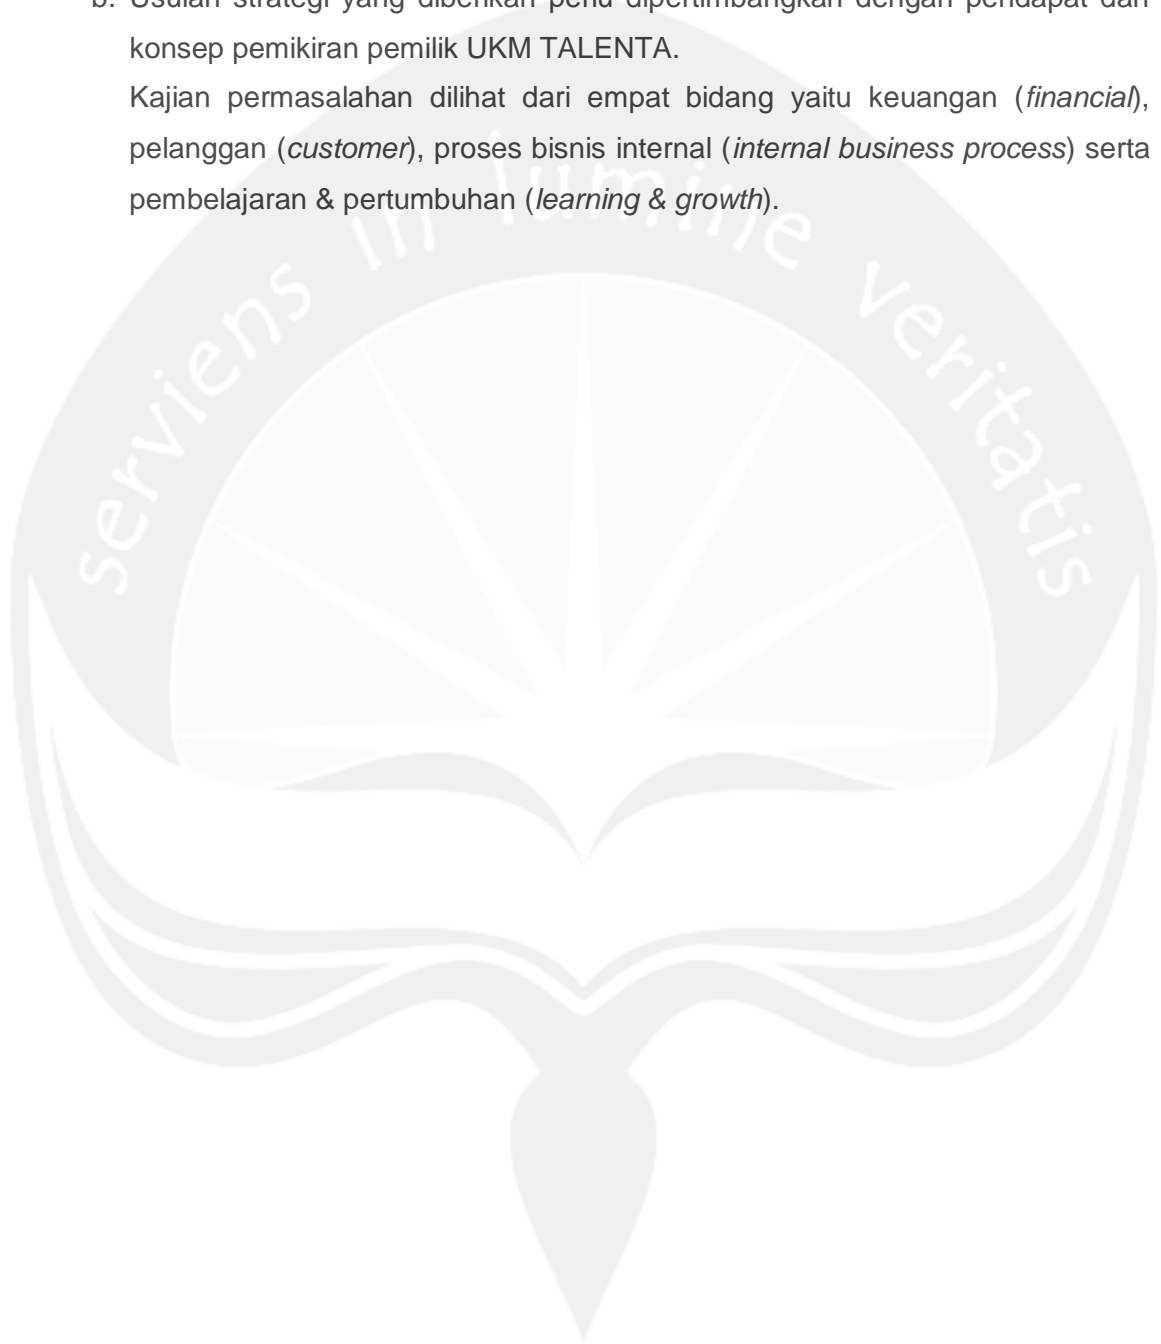 b. Usulan strategi yang diberikan perlu dipertimbangkan dengan pendapat dan
konsep pemikiran pemilik UKM TALENTA.
Kajian permasalahan dilihat dari empat bidang yaitu keuangan (financial),
pelanggan (customer), proses bisnis internal (internal business process) serta
pembelajaran & pertumbuhan (learning & growth).
serviens in lumine veritatis